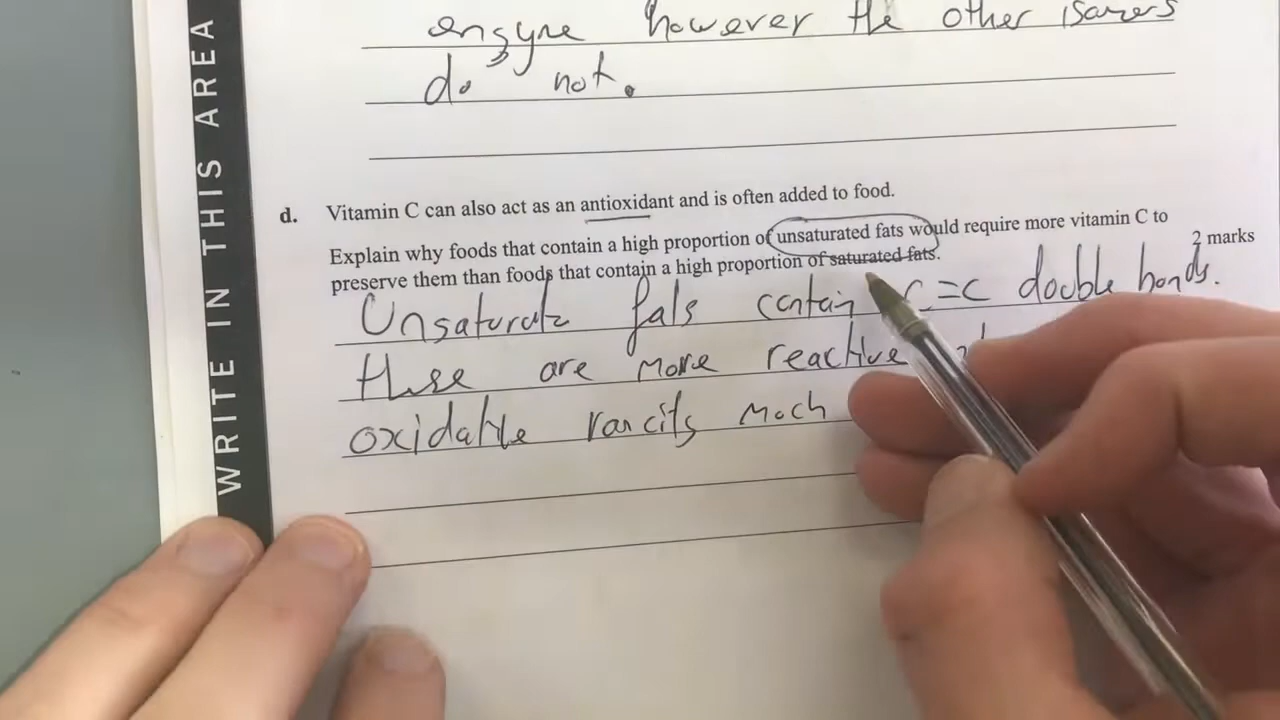 enzyne however the other isomers
do not.
WRITE IN THIS AREA
d. Vitamin C can also act as an antioxidant and is often added to food.
Explain why foods that contain a high proportion of unsaturated fats would require more vitamin C to
preserve them than foods that contain a high proportion of saturated fats.
2 marks
Unsaturate fats contain C=C double bonds.
these are more reactive
oxidative rancity much